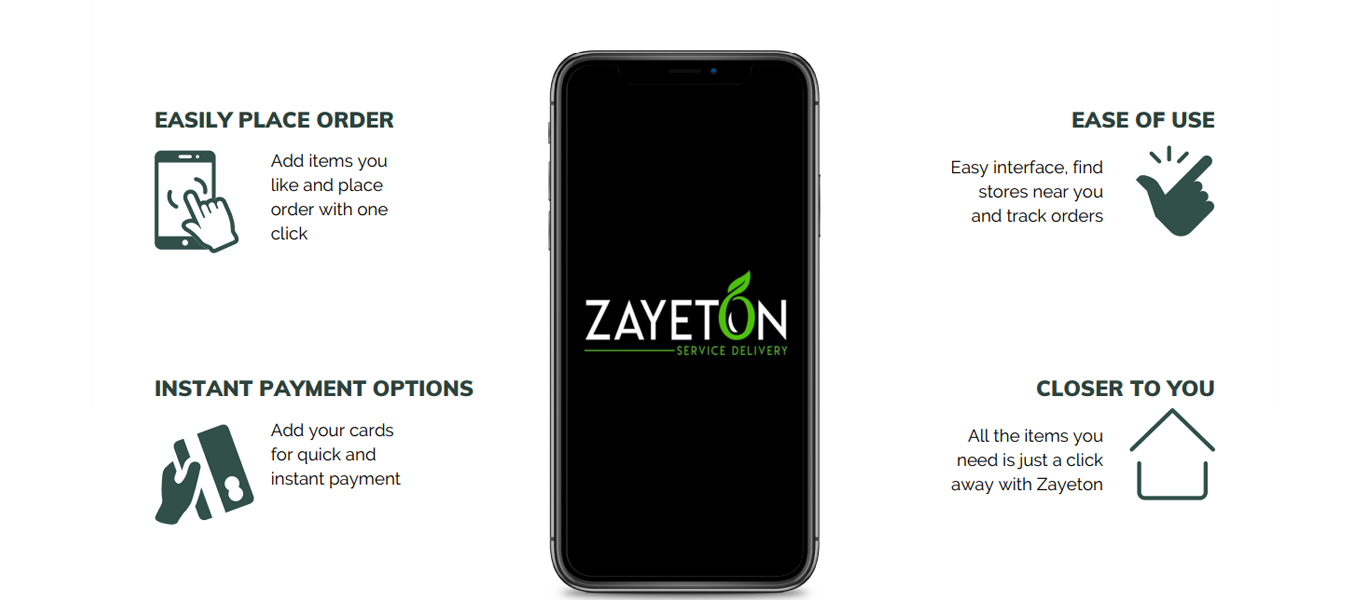 EASILY PLACE ORDER
Add items you
like and place
order with one
click
INSTANT PAYMENT OPTIONS
Add your cards
for quick and
instant payment
ZAYETON
SERVICE DELIVERY
EASE OF USE
Easy interface, find
stores near you
and track orders
CLOSER TO YOU
All the items you
need is just a click
away with Zayeton